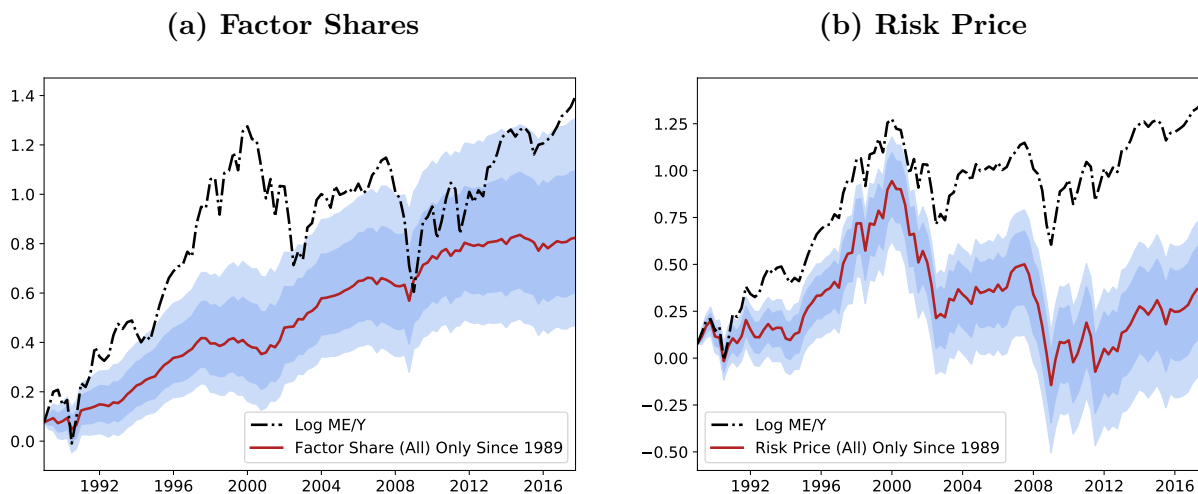 (a) Factor Shares
1.4
1.2
1.0
0.8
0.6
0.4
0.2
0.0
1992 1996 2000 2004 2008 2012 2016
Log ME/Y
Factor Share (All) Only Since 1989
(b) Risk Price
1.25
1.00
0.75
0.50
0.25
0.00
−0.25
−0.50
1992 1996 2000 2004 2008 2012 2016
Log ME/Y
Risk Price (All) Only Since 1989